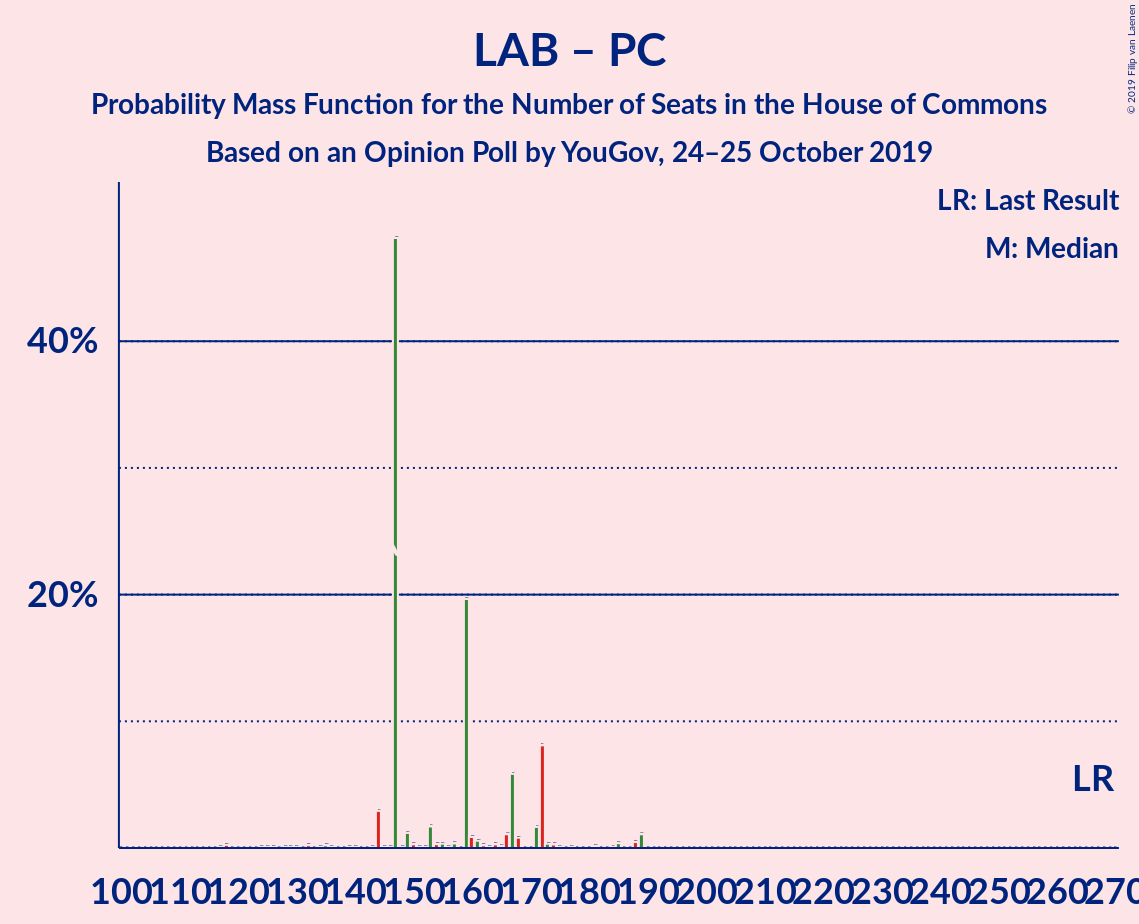 LAB – PC
Probability Mass Function for the Number of Seats in the House of Commons
Based on an Opinion Poll by YouGov, 24–25 October 2019
© 2019 Filip van Laenen
LR: Last Result
M: Median
40%
20%
LR
100 110 120 130 140 150 160 170 180 190 200 210 220 230 240 250 260 270